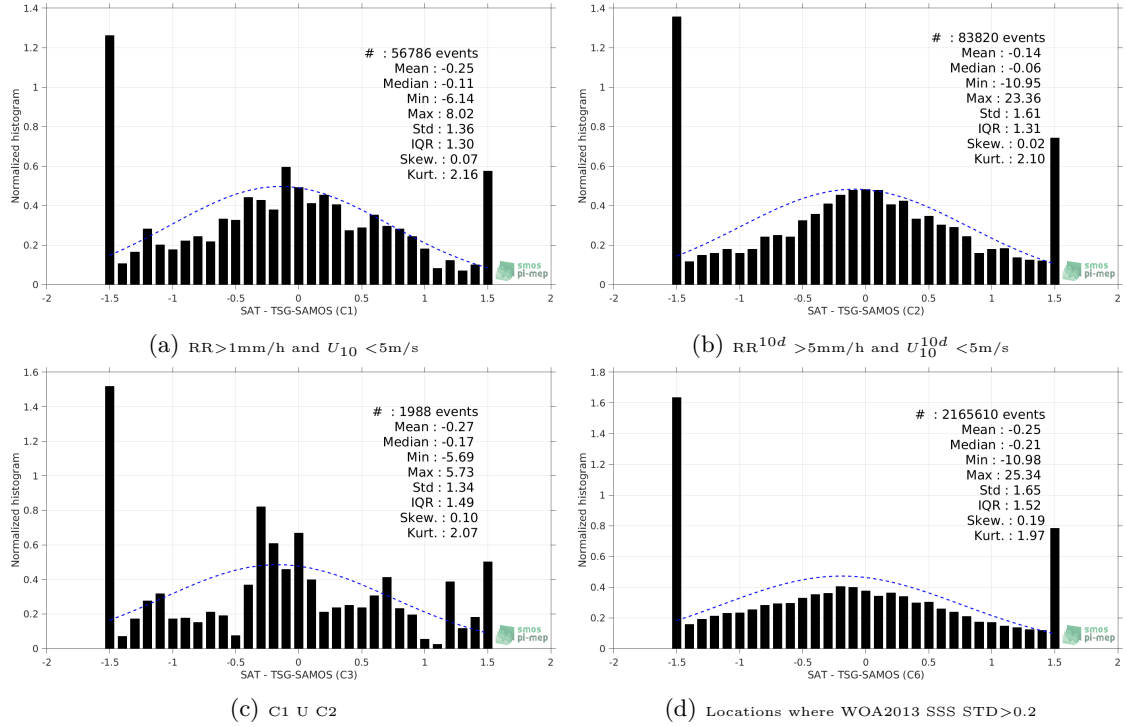 1.4
1.2
1
0.8
0.6
0.4
0.2
0
Normalized histogram
# : 56786 events
Mean : -0.25
Median : -0.11
Min : -6.14
Max : 8.02
Std : 1.36
IQR : 1.30
Skew. : 0.07
Kurt. : 2.16
smos
pi-mep
-2 -1.5 -1 -0.5 0 0.5 1 1.5 2
SAT - TSG-SAMOS (C1)
(a) RR>1mm/h and U10 <5m/s
1.4
1.2
1
0.8
0.6
0.4
0.2
0
Normalized histogram
# : 83820 events
Mean : -0.14
Median : -0.06
Min : -10.95
Max : 23.36
Std : 1.61
IQR : 1.31
Skew. : 0.02
Kurt. : 2.10
smos
pi-mep
-2 -1.5 -1 -0.5 0 0.5 1 1.5 2
SAT - TSG-SAMOS (C2)
(b) RR10d >5mm/h and U10d10 <5m/s
1.6
1.4
1.2
1
0.8
0.6
0.4
0.2
0
Normalized histogram
# : 1988 events
Mean : -0.27
Median : -0.17
Min : -5.69
Max : 5.73
Std : 1.34
IQR : 1.49
Skew. : 0.10
Kurt. : 2.07
smos
pi-mep
-2 -1.5 -1 -0.5 0 0.5 1 1.5 2
SAT - TSG-SAMOS (C3)
(c) C1 U C2
1.8
1.6
1.4
1.2
1
0.8
0.6
0.4
0.2
0
Normalized histogram
# : 2165610 events
Mean : -0.25
Median : -0.21
Min : -10.98
Max : 25.34
Std : 1.65
IQR : 1.52
Skew. : 0.19
Kurt. : 1.97
smos
pi-mep
-2 -1.5 -1 -0.5 0 0.5 1 1.5 2
SAT - TSG-SAMOS (C6)
(d) Locations where WOA2013 SSS STD>0.2